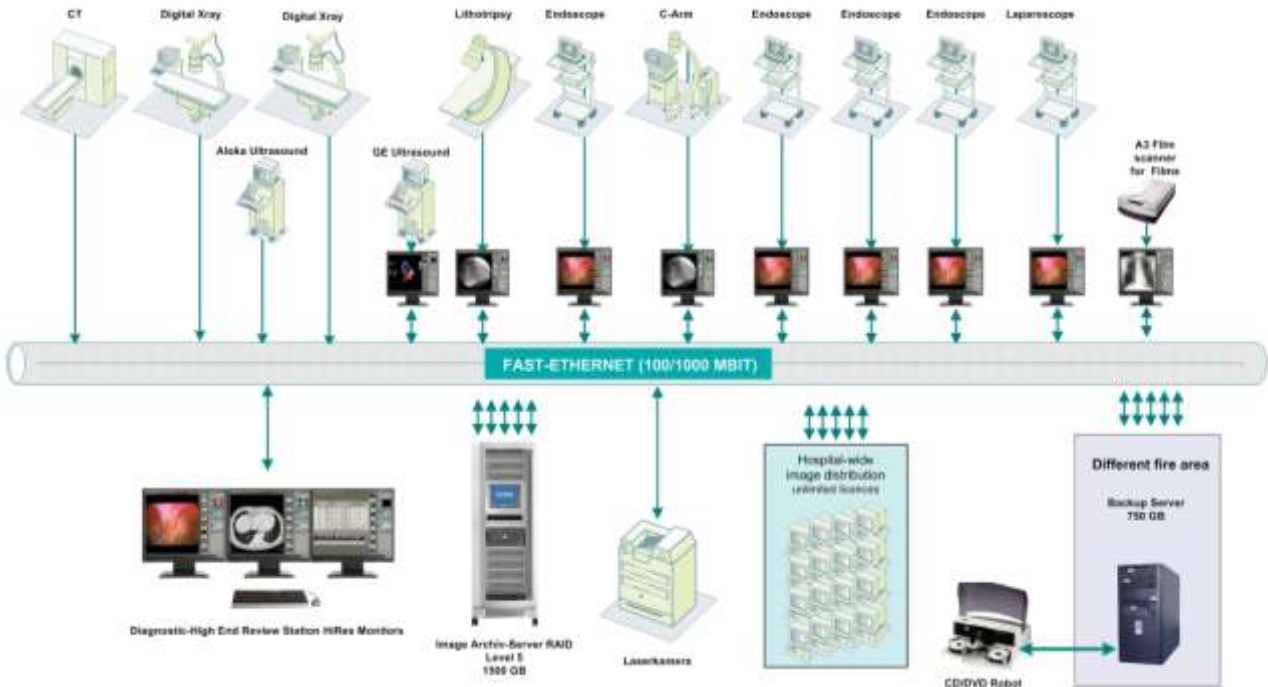 CT
Digital Xray
Digital Xray
Lithotripsy
Endoscope
C-Arm
Endoscope
Endoscope
Endoscope
Laparoscope
Aloka Ultrasound
GE Ultrasound
A3 Film
scanner
for Films
FAST-ETHERNET (100/1000 MBIT)
Hospital-wide
image distribution
unlimited licences
Different fire area
Backup Server
750 GB
Diagnostic-High End Review Station HiRes Monitors
Image Archiv-Server RAID
Level 5
1500 GB
Laserkamera
CD/DVD Robot